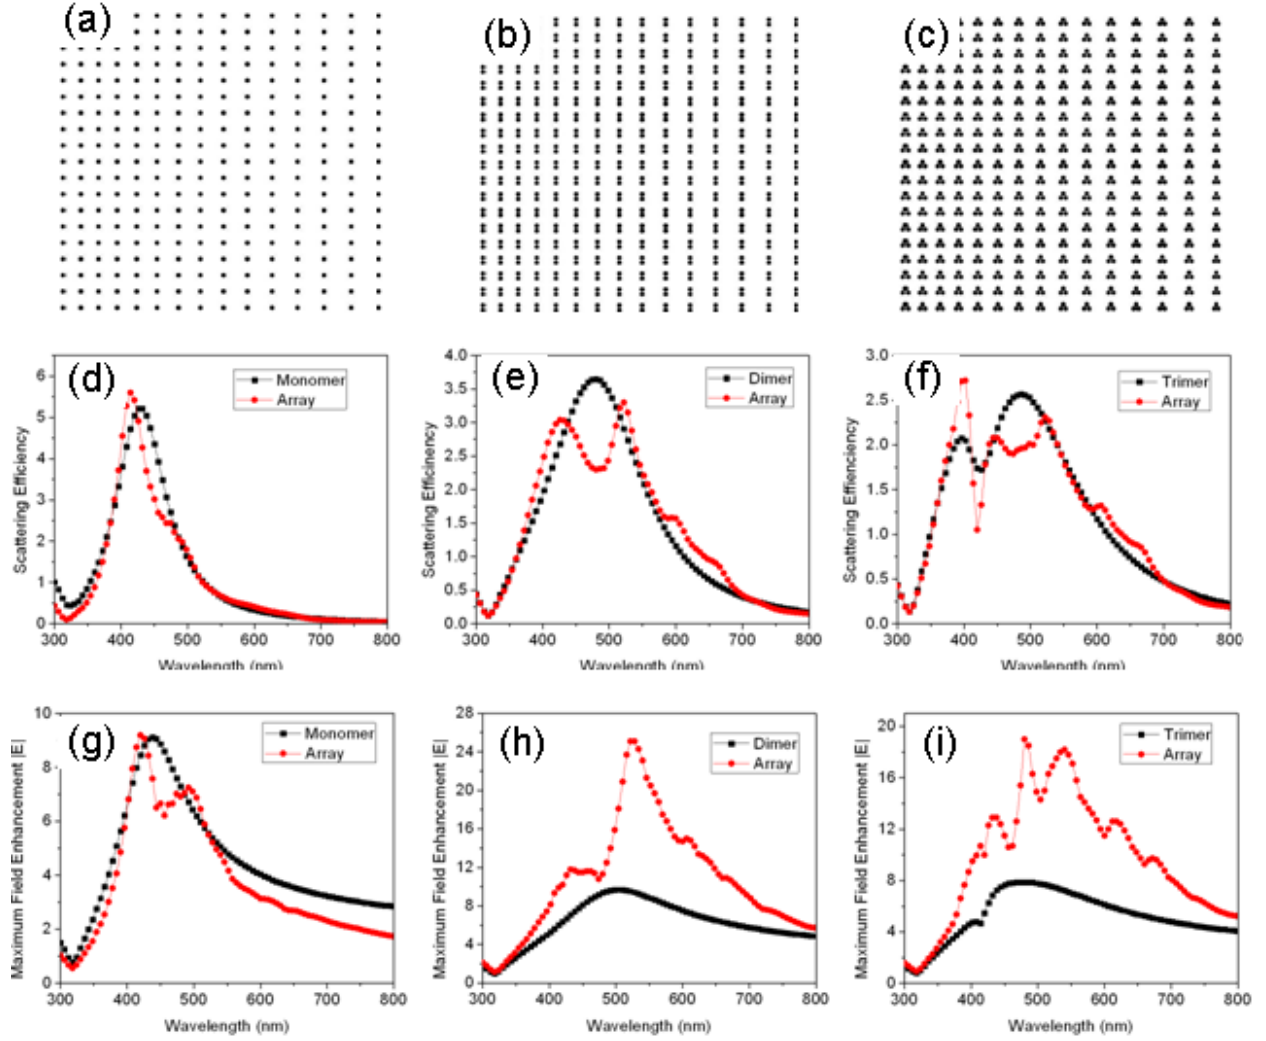 (a)
(b)
(c)
(d)
Monomer
Array
Scattering Efficiency
6
5
4
3
2
1
0
300 400 500 600 700 800
Wavelength (nm)
(e)
Dimer
Array
Scattering Efficinency
4.0
3.5
3.0
2.5
2.0
1.5
1.0
0.5
0.0
300 400 500 600 700 800
Wavelength (nm)
(f)
Trimer
Array
Scattering Effienciency
3.0
2.5
2.0
1.5
1.0
0.5
0.0
300 400 500 600 700 800
Wavelength (nm)
(g)
Monomer
Array
Maximum Field Enhancement |E|
10
8
6
4
2
0
300 400 500 600 700 800
Wavelength (nm)
(h)
Dimer
Array
Maximum Field Enhancement |E|
28
24
20
16
12
8
4
0
300 400 500 600 700 800
Wavelength (nm)
(i)
Trimer
Array
Maximum Field Enhancement |E|
20
16
12
8
4
0
300 400 500 600 700 800
Wavelength (nm)